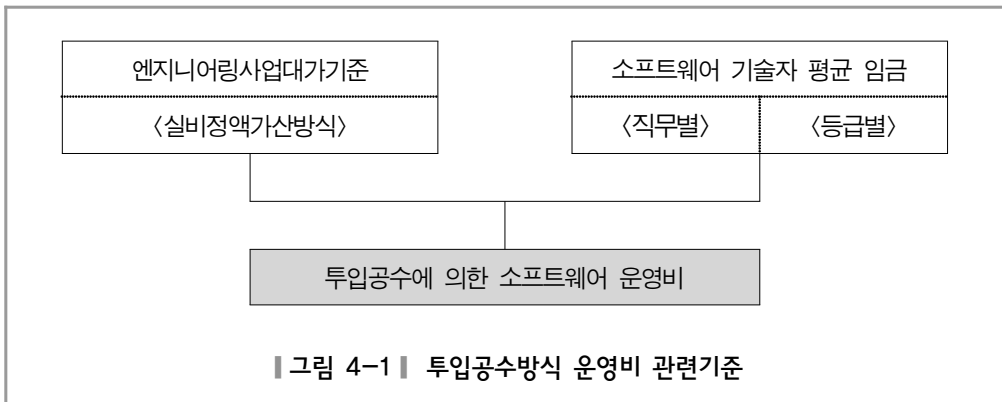 엔지니어링사업대가기준
〈실비정액가산방식〉
소프트웨어 기술자 평균 임금
〈직무별〉 〈등급별〉
투입공수에 의한 소프트웨어 운영비
∥그림 4-1∥ 투입공수방식 운영비 관련기준